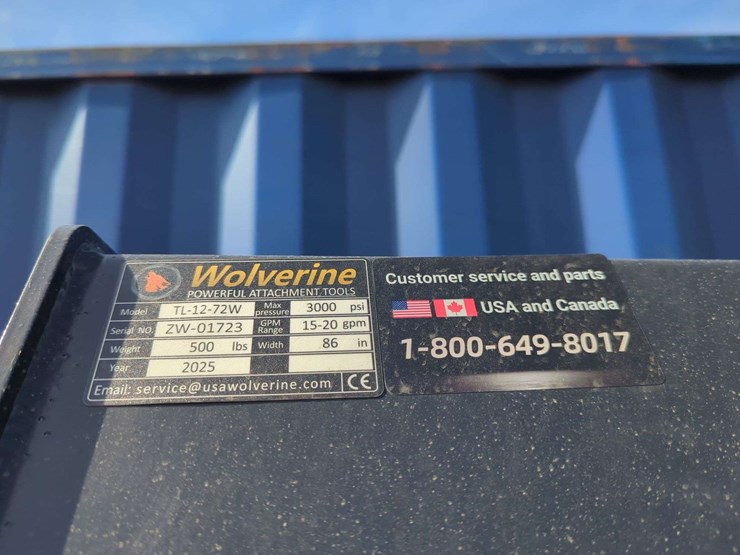 Wolverine
POWERFUL ATTACHMENT TOOLS
Model TL-12-72W Max pressure 3000 psi
Serial NO. ZW-01723 GPM Range 15-20 gpm
Weight 500 lbs Width 86 in
Year 2025
Email: service@usawolverine.com CE
Customer service and parts
USA and Canada
1-800-649-8017